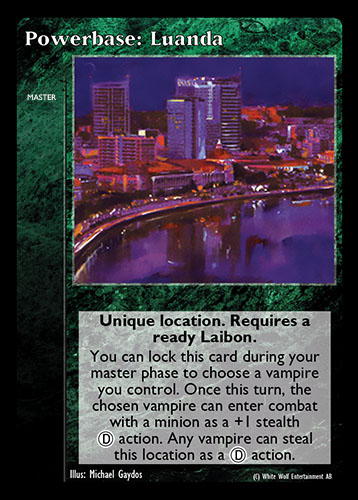 Powerbase: Luanda
MASTER
Unique location. Requires a
ready Laibon.
You can lock this card during your
master phase to choose a vampire
you control. Once this turn, the
chosen vampire can enter combat
with a minion as a +1 stealth
Ⓓ action. Any vampire can steal
this location as a Ⓓ action.
Illus: Michael Gaydos
(C) White Wolf Entertainment AB